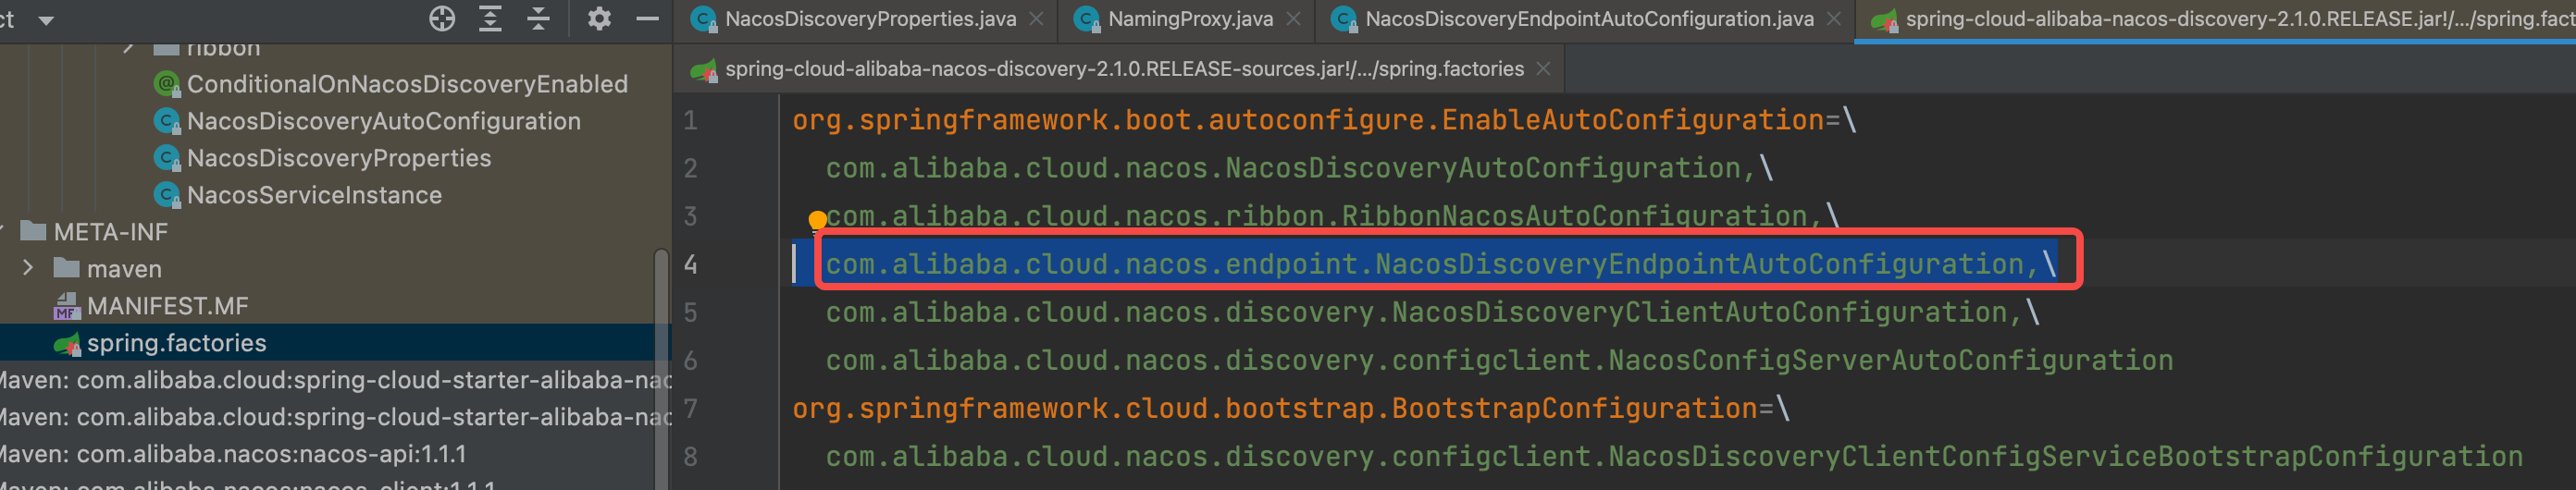 ct
NacosDiscoveryProperties.java
NamingProxy.java
NacosDiscoveryEndpointAutoConfiguration.java
spring-cloud-alibaba-nacos-discovery-2.1.0.RELEASE.jar!/.../spring.fact
spring-cloud-alibaba-nacos-discovery-2.1.0.RELEASE-sources.jar!/.../spring.factories
ribbon
ConditionalOnNacosDiscoveryEnabled
NacosDiscoveryAutoConfiguration
NacosDiscoveryProperties
NacosServiceInstance
META-INF
maven
MF MANIFEST.MF
spring.factories
Maven: com.alibaba.cloud:spring-cloud-starter-alibaba-nac
Maven: com.alibaba.cloud:spring-cloud-starter-alibaba-nac
Maven: com.alibaba.nacos:nacos-api:1.1.1
Maven: com.alibaba.nacos:nacos-client:1.1.1
1 org.springframework.boot.autoconfigure.EnableAutoConfiguration=\
2 com.alibaba.cloud.nacos.NacosDiscoveryAutoConfiguration,\
3 com.alibaba.cloud.nacos.ribbon.RibbonNacosAutoConfiguration,\
4 com.alibaba.cloud.nacos.endpoint.NacosDiscoveryEndpointAutoConfiguration,\
5 com.alibaba.cloud.nacos.discovery.NacosDiscoveryClientAutoConfiguration,\
6 com.alibaba.cloud.nacos.discovery.configclient.NacosConfigServerAutoConfiguration
7 org.springframework.cloud.bootstrap.BootstrapConfiguration=\
8 com.alibaba.cloud.nacos.discovery.configclient.NacosDiscoveryClientConfigServiceBootstrapConfiguration